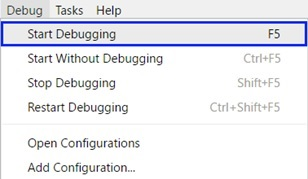 Debug Tasks Help
Start Debugging F5
Start Without Debugging Ctrl+F5
Stop Debugging Shift+F5
Restart Debugging Ctrl+Shift+F5
Open Configurations
Add Configuration...